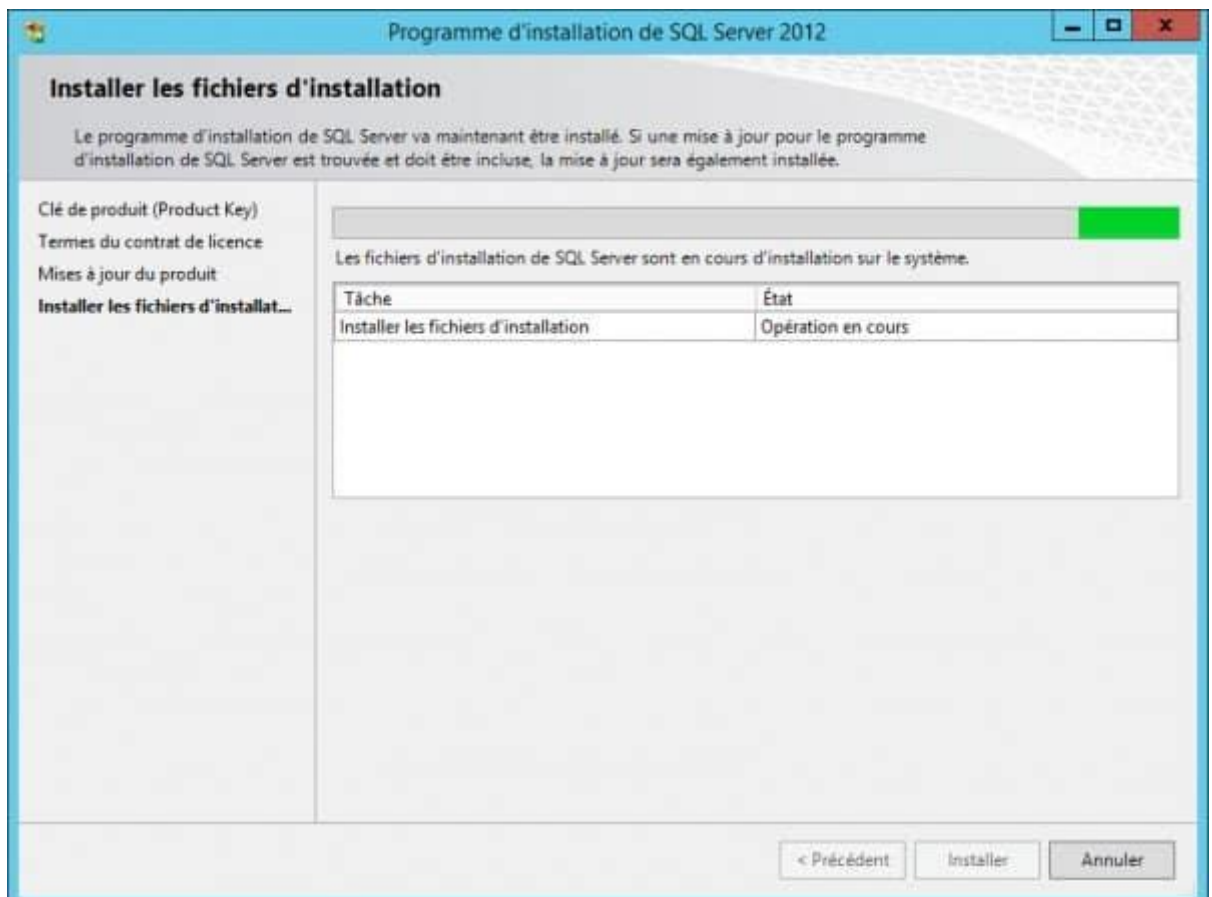 Programme d'installation de SQL Server 2012
Installer les fichiers d'installation
Le programme d'installation de SQL Server va maintenant être installé. Si une mise à jour pour le programme
d'installation de SQL Server est trouvée et doit être incluse, la mise à jour sera également installée.
Clé de produit (Product Key)
Termes du contrat de licence
Mises à jour du produit
Installer les fichiers d'installat...
Les fichiers d'installation de SQL Server sont en cours d'installation sur le système.
Tâche État
Installer les fichiers d'installation Opération en cours
< Précédent Installer Annuler